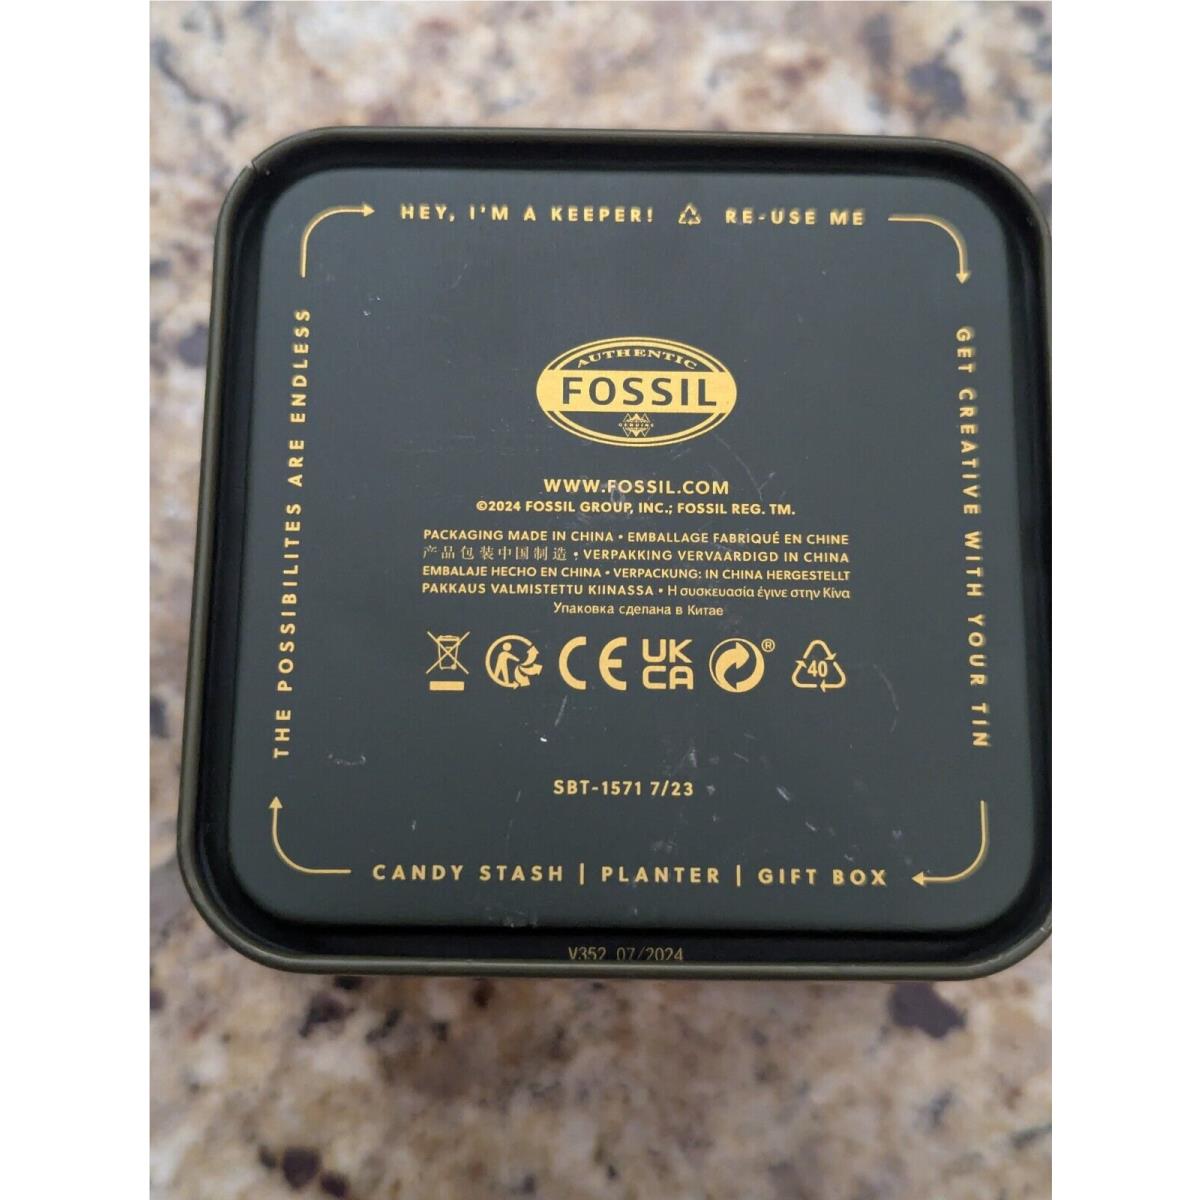 HEY, I'M A KEEPER! RE-USE ME
GET CREATIVE WITH YOUR TIN
CANDY STASH | PLANTER | GIFT BOX
THE POSSIBILITES ARE ENDLESS
AUTHENTIC
FOSSIL
GENUINE
WWW.FOSSIL.COM
©2024 FOSSIL GROUP, INC.; FOSSIL REG. TM.
PACKAGING MADE IN CHINA • EMBALLAGE FABRIQUÉ EN CHINE
产品包装中国制造 • VERPAKKING VERVAARDIGD IN CHINA
EMBALAJE HECHO EN CHINA • VERPACKUNG: IN CHINA HERGESTELLT
PAKKAUS VALMISTETTU KIINASSA • Η συσκευασία έγινε στην Κίνα
Упаковка сделана в Китае
CE UK CA ® 40
SBT-1571 7/23
V352 07/2024